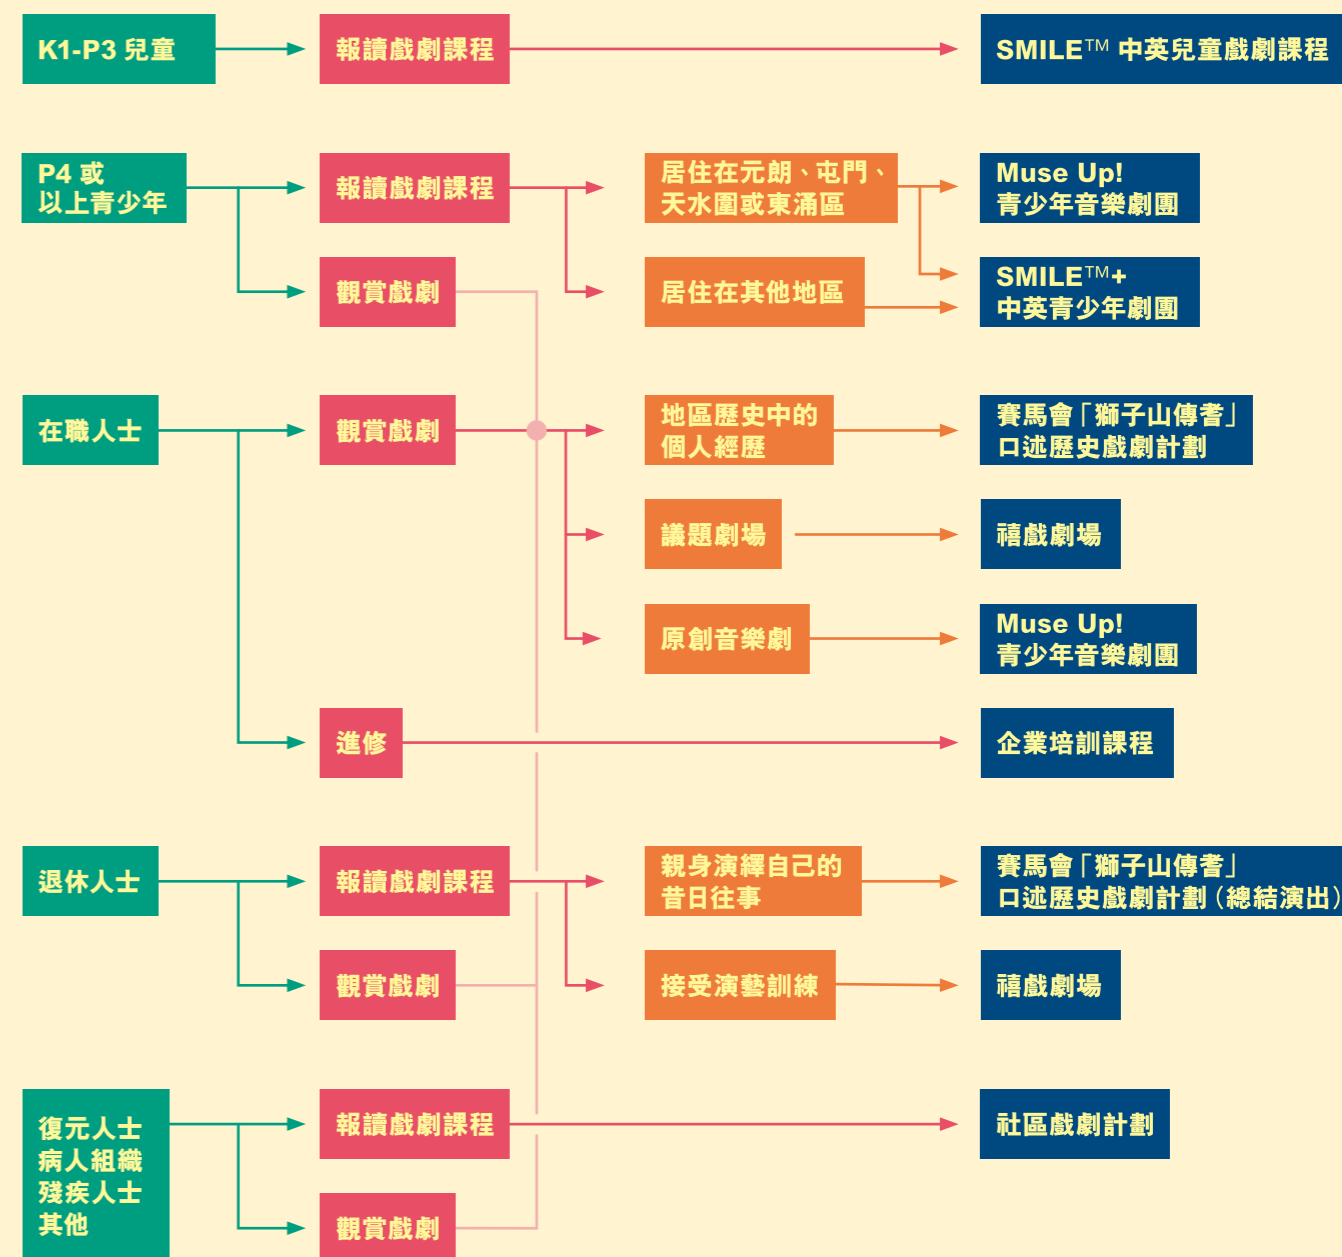 K1-P3 兒童
報讀戲劇課程
SMILE™ 中英兒童戲劇課程
P4 或
以上青少年
報讀戲劇課程
居住在元朗、屯門、
天水圍或東涌區
Muse Up!
青少年音樂劇團
觀賞戲劇
居住在其他地區
SMILE™+
中英青少年劇團
在職人士
觀賞戲劇
地區歷史中的
個人經歷
賽馬會「獅子山傳耆」
口述歷史戲劇計劃
議題劇場
禧戲劇場
原創音樂劇
Muse Up!
青少年音樂劇團
進修
企業培訓課程
退休人士
報讀戲劇課程
親身演繹自己的
昔日往事
賽馬會「獅子山傳耆」
口述歷史戲劇計劃（總結演出）
觀賞戲劇
接受演藝訓練
禧戲劇場
復元人士
病人組織
殘疾人士
其他
報讀戲劇課程
社區戲劇計劃
觀賞戲劇